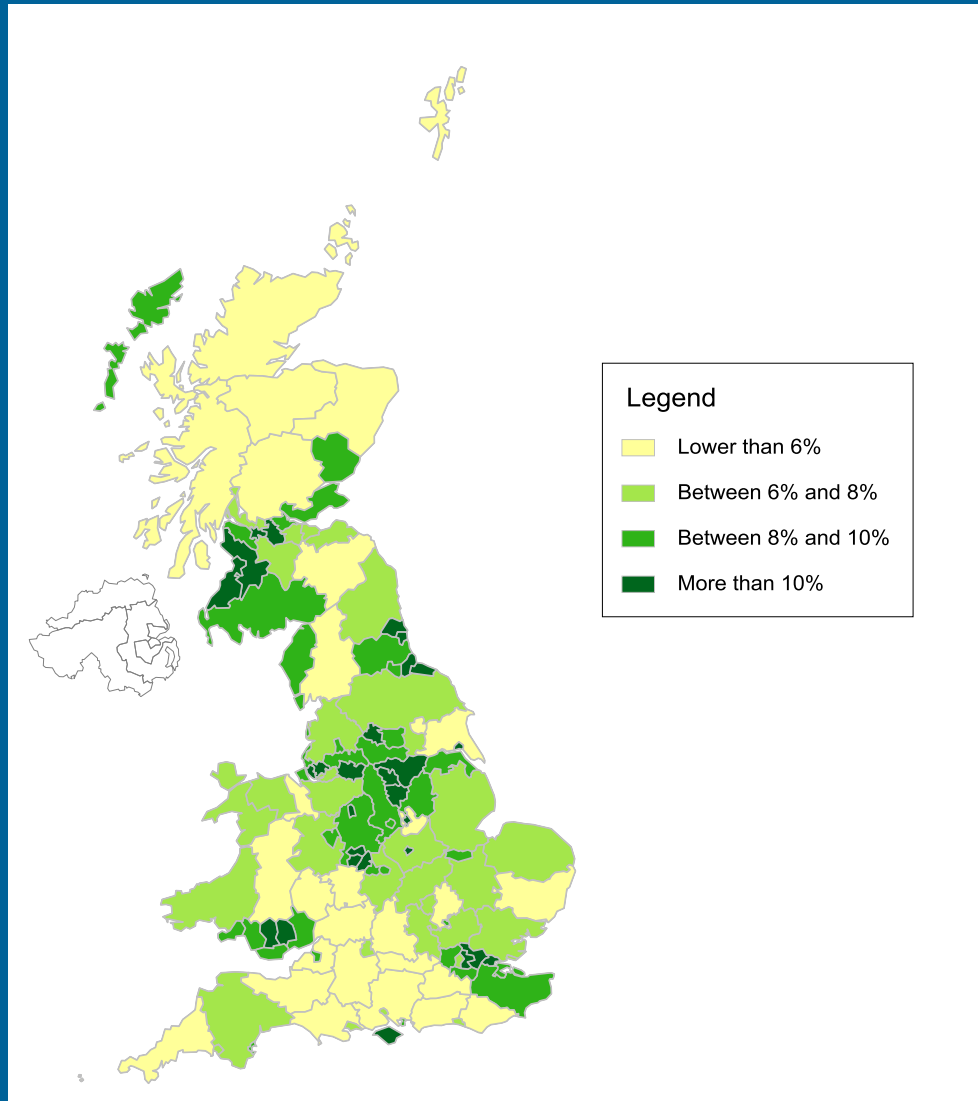 Legend
Lower than 6%
Between 6% and 8%
Between 8% and 10%
More than 10%